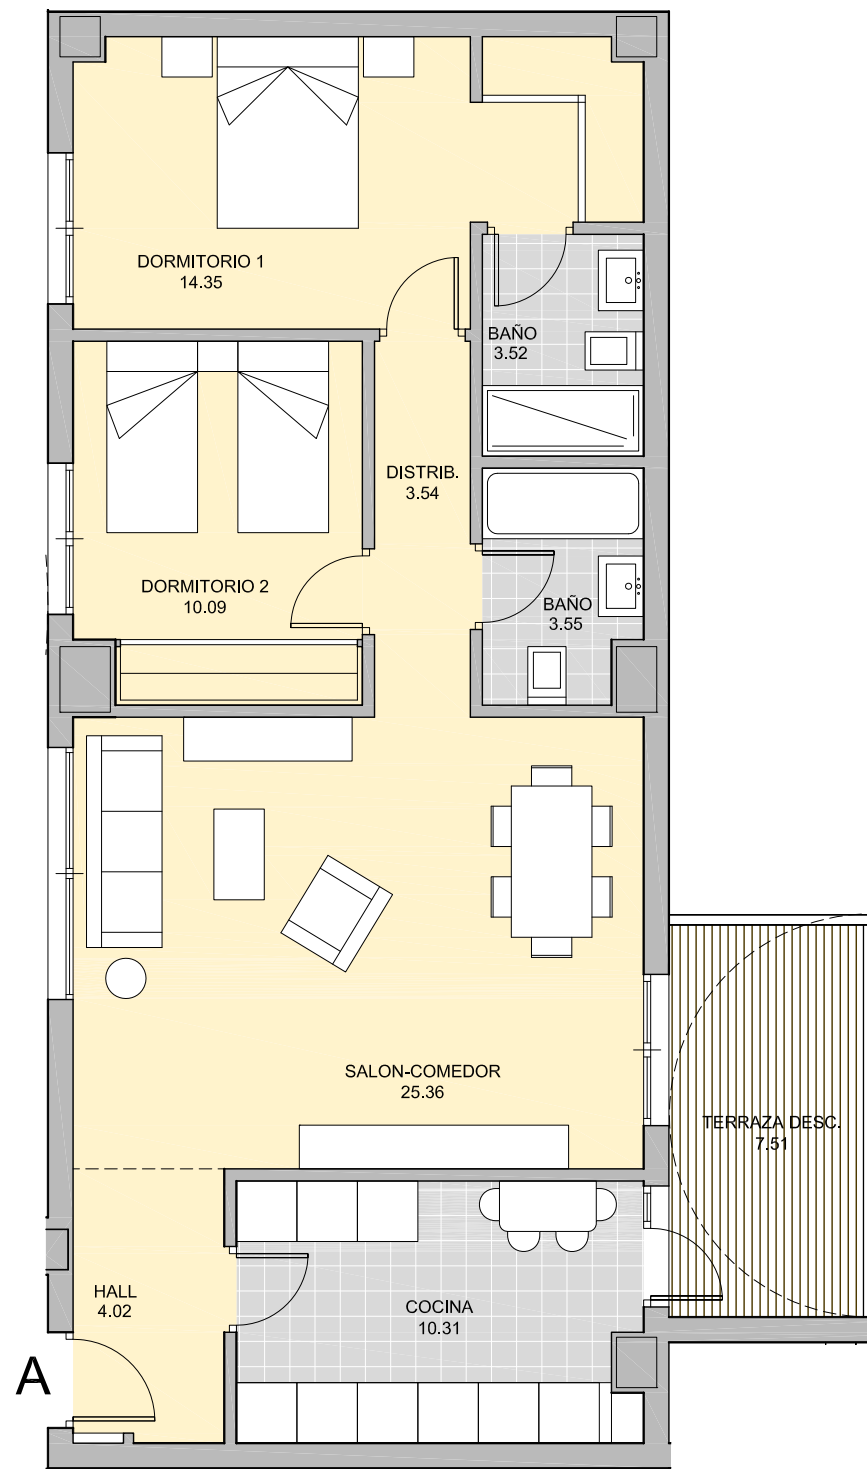 DORMITORIO 1
14.35
BAÑO
3.52
DISTRIB.
3.54
DORMITORIO 2
10.09
BAÑO
3.55
SALON-COMEDOR
25.36
TERRAZA DESC.
7.51
HALL
4.02
COCINA
10.31
A